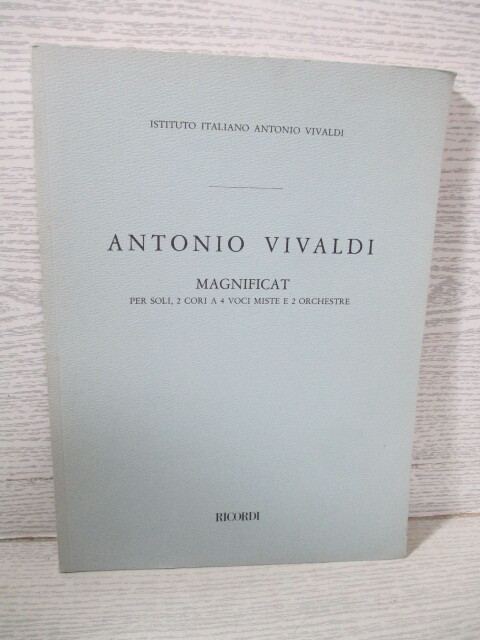 ISTITUTO ITALIANO ANTONIO VIVALDI
ANTONIO VIVALDI
MAGNIFICAT
PER SOLI, 2 CORI A 4 VOCI MISTE E 2 ORCHESTRE
RICORDI